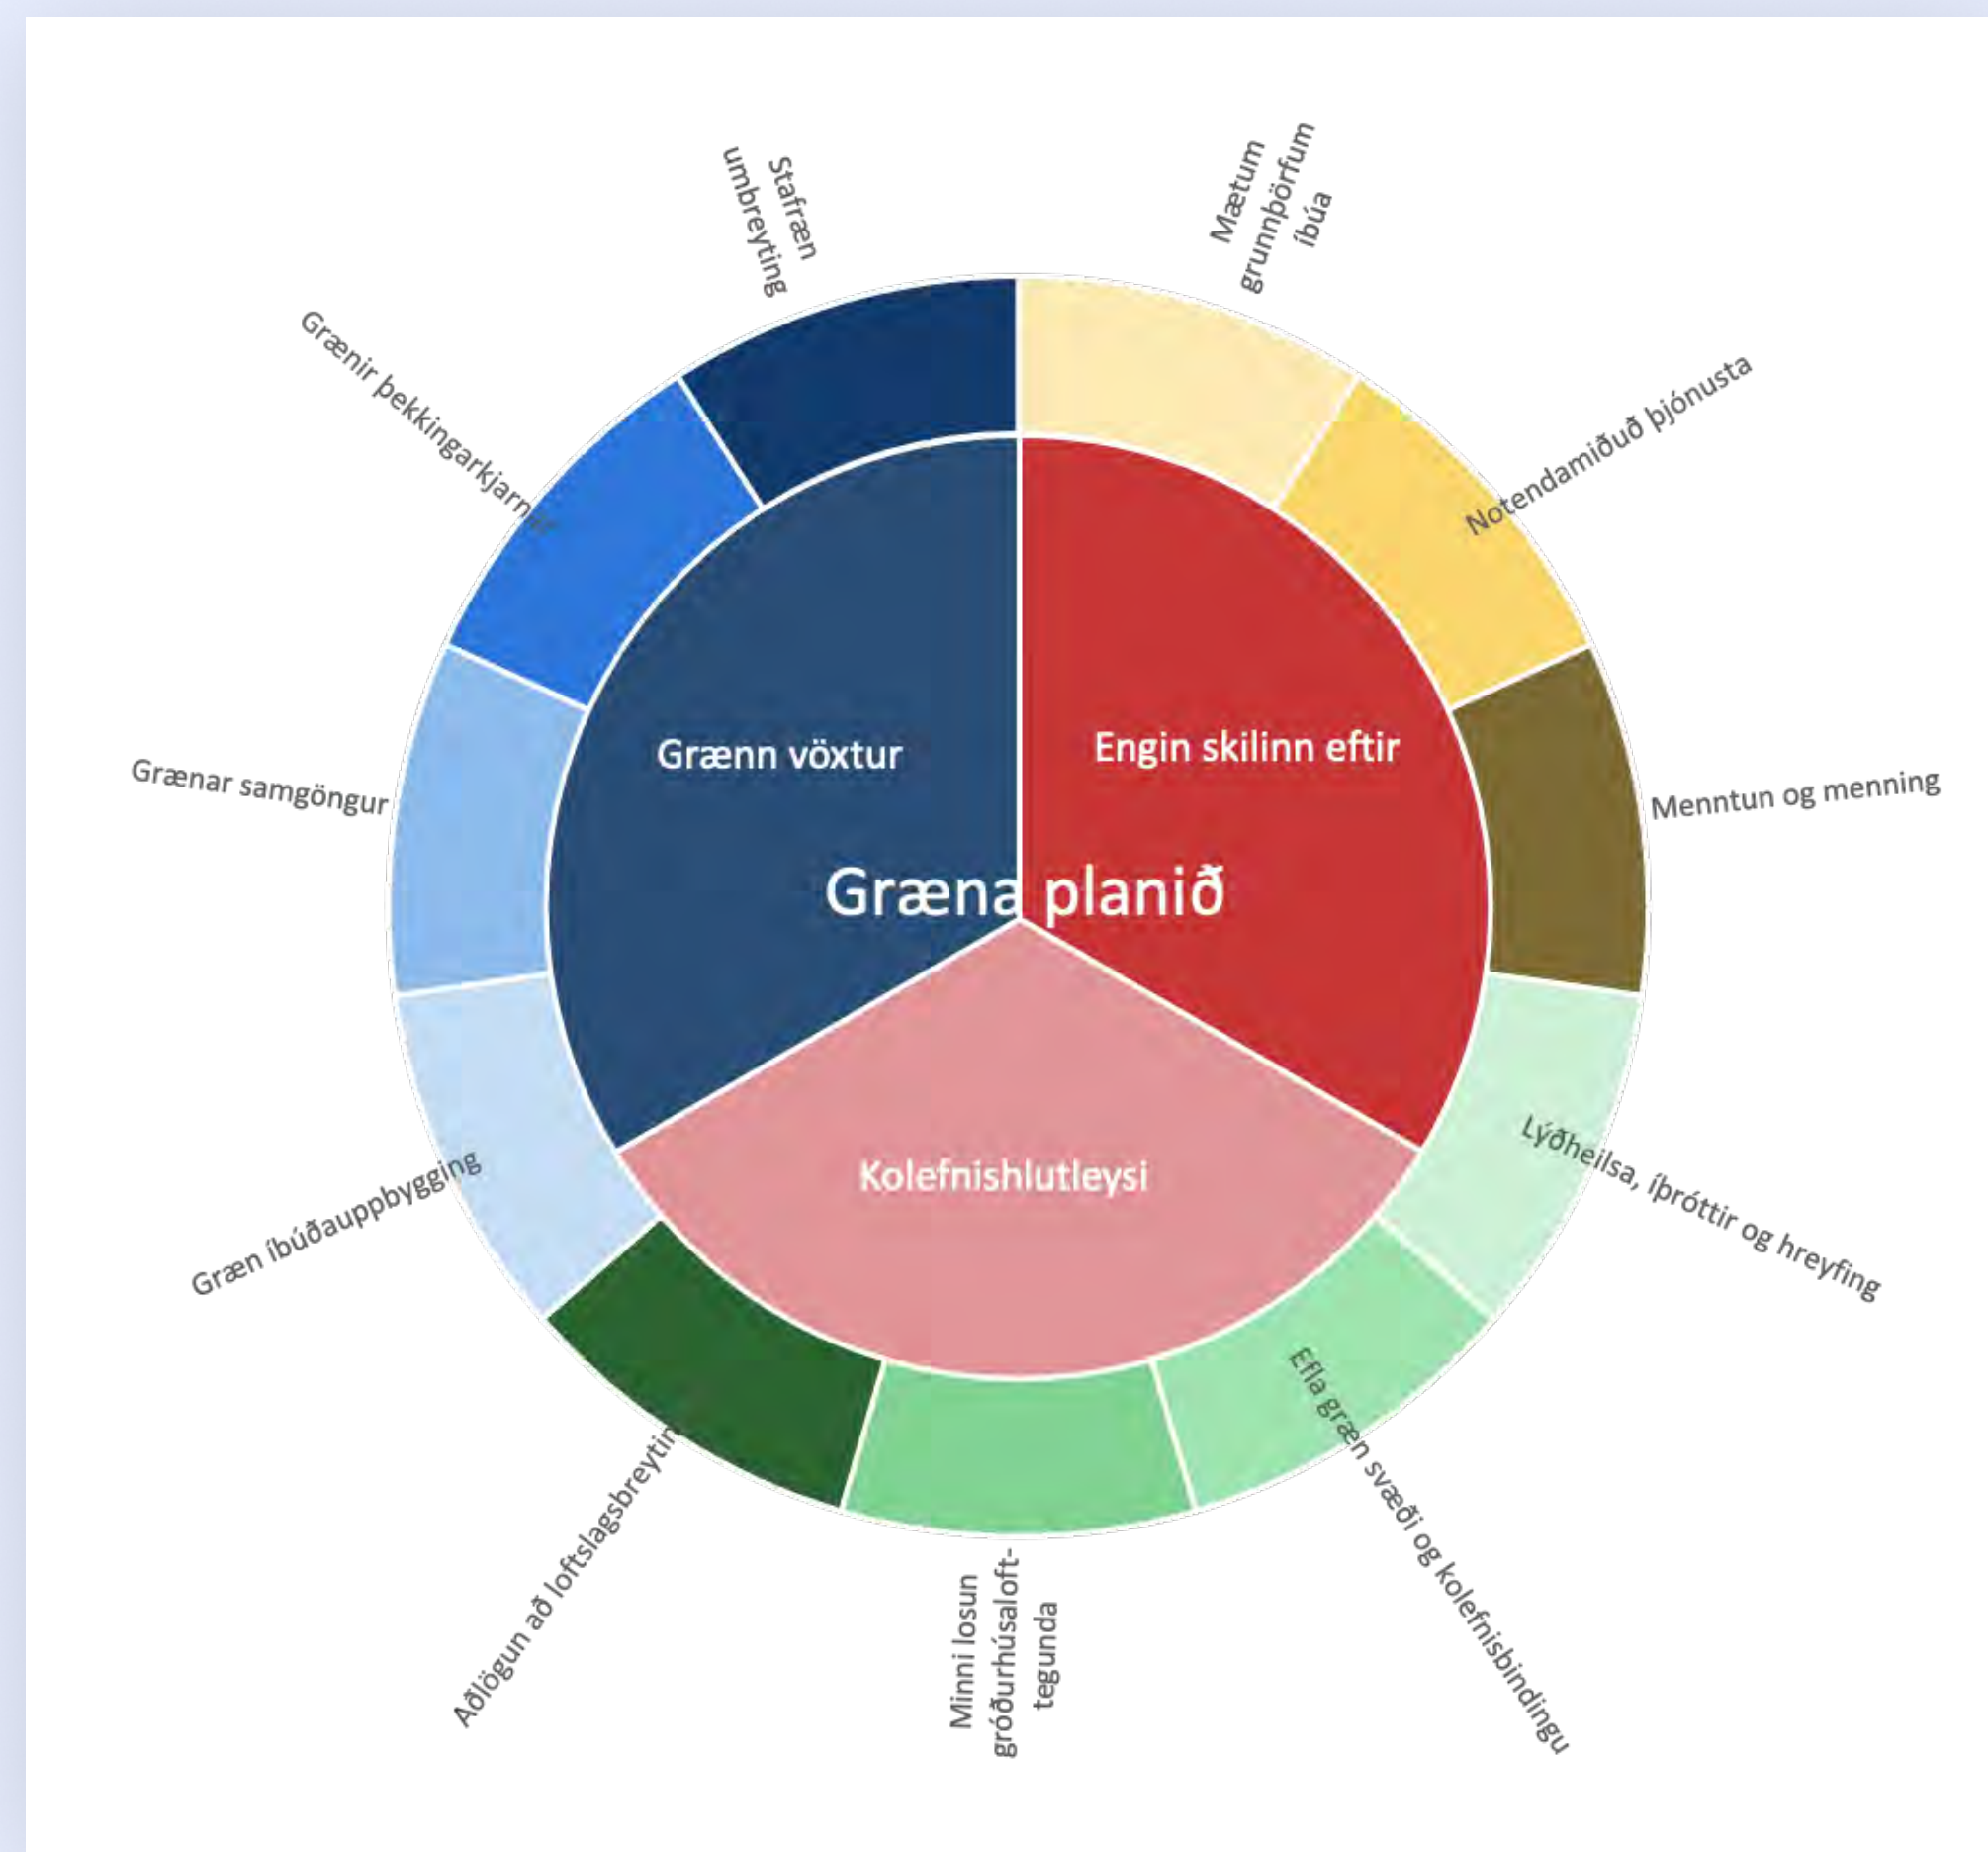 Mætum
grunnþörfum
íbúa
Notendamiðuð þjónusta
Menntun og menning
Lýðheilsa, íþróttir og hreyfing
Efla græn svæði og kolefnisbindingu
Minni losun
gróðurhúsaloft-
tegunda
Aðlögun að
Græn íbúðauppbygging
Grænar samgöngur
Grænir
Stafræn
umbreyting
Grænn vöxtur
Engin skilinn eftir
Græna planið
Kolefnishlutleysi